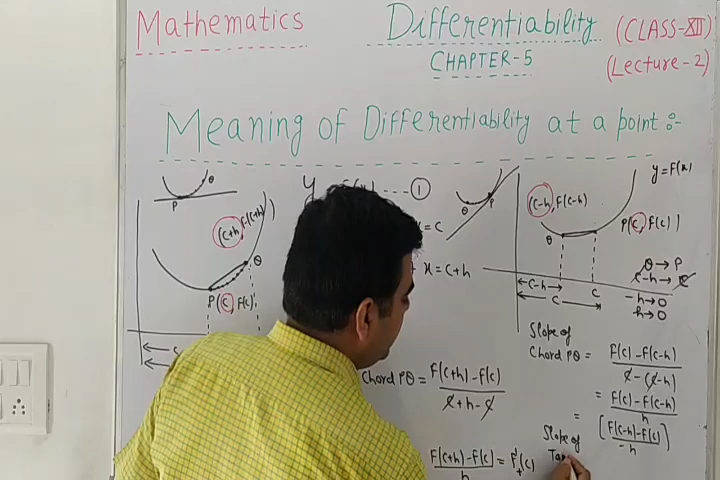 Mathematics
Differentiability (CLASS-XII)
CHAPTER-5 (Lecture-2)
Meaning of Differentiability at a point :-
Q
P
(c+h, F(c+h))
Q
P(c, F(c))
y ----- ①
= c
x = c+h
Chord PQ = F(c+h) - F(c)
c + h - c
F(c+h) - F(c) = F'+(c)
h
Q P
y = F(x)
(c-h, F(c-h))
P(c, F(c))
Q
c-h
c
c
Q → P
c-h → c
-h → 0
h → 0
Slope of
Chord PQ = F(c) - F(c-h)
c - (c-h)
= F(c) - F(c-h)
h
= [F(c-h) - F(c)]
-h
Slope of
Tan